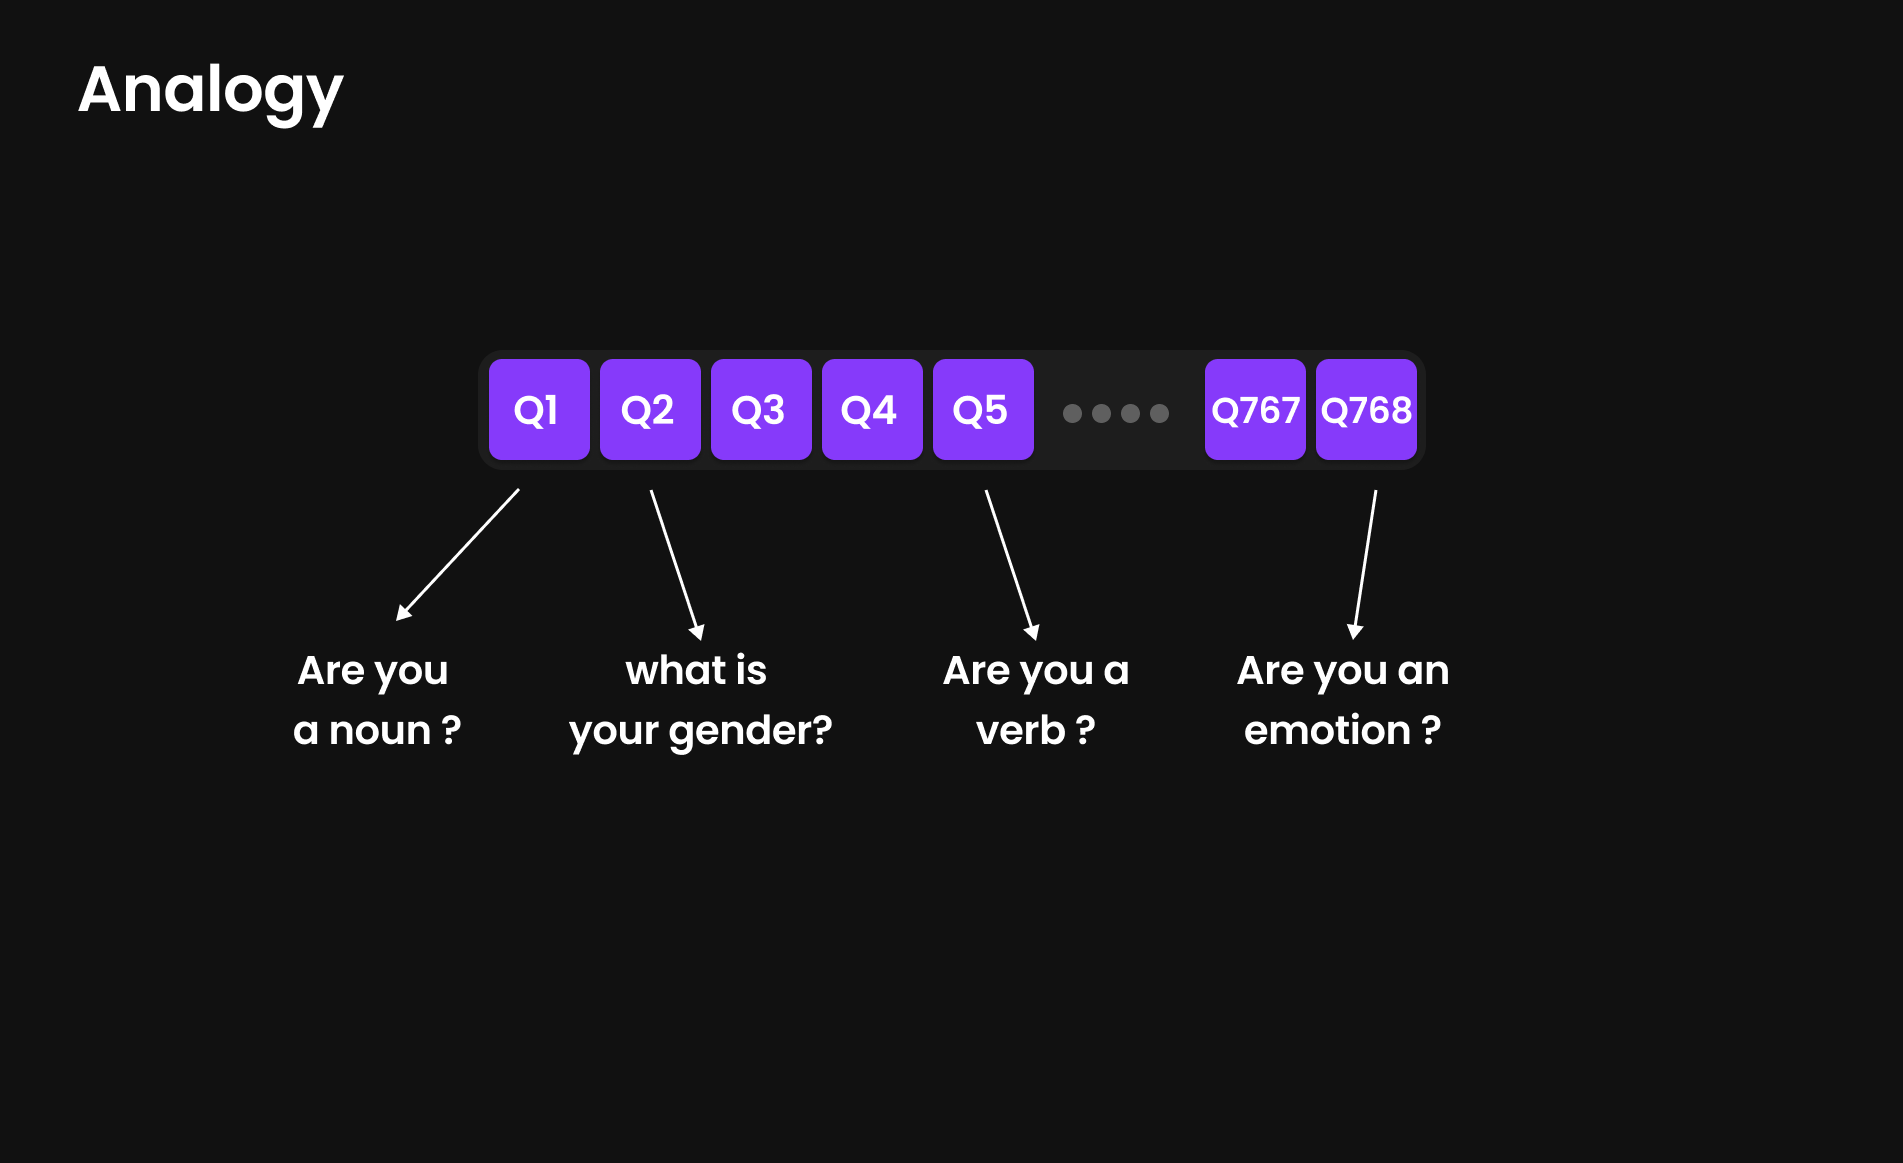 Analogy
Q1 Q2 Q3 Q4 Q5 Q767 Q768
Are you
a noun ?
what is
your gender?
Are you a
verb ?
Are you an
emotion ?